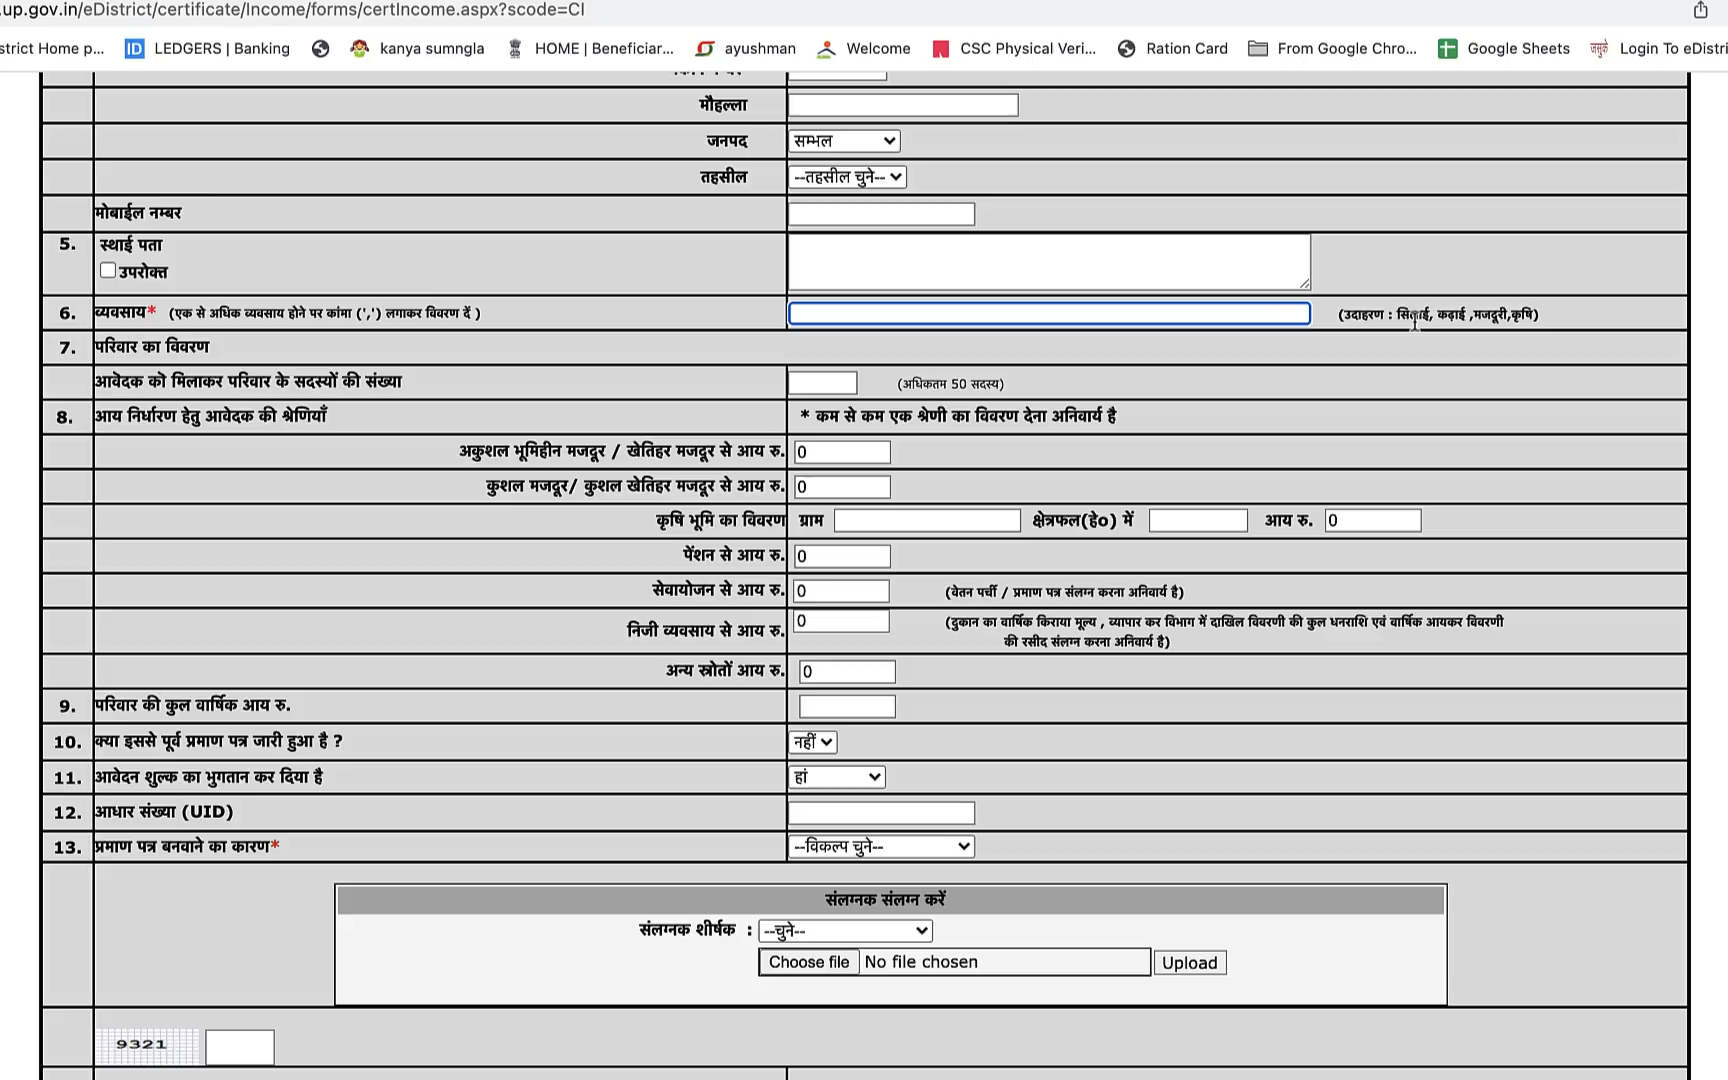 .up.gov.in/eDistrict/certificate/Income/forms/certIncome.aspx?scode=CI
strict Home p... ID LEDGERS | Banking kanya sumngla HOME | Beneficiar... ayushman Welcome CSC Physical Veri... Ration Card From Google Chro... Google Sheets Login To eDistri
मौहल्ला
जनपद सम्भल
तहसील --तहसील चुने--
मोबाईल नम्बर
5. स्थाई पता
उपरोक्त
6. व्यवसाय* (एक से अधिक व्यवसाय होने पर कांमा (',') लगाकर विवरण दें ) (उदाहरण : सिलाई, कढ़ाई ,मजदूरी,कृषि)
7. परिवार का विवरण
आवेदक को मिलाकर परिवार के सदस्यों की संख्या (अधिकतम 50 सदस्य)
8. आय निर्धारण हेतु आवेदक की श्रेणियाँ * कम से कम एक श्रेणी का विवरण देना अनिवार्य है
अकुशल भूमिहीन मजदूर / खेतिहर मजदूर से आय रु. 0
कुशल मजदूर/ कुशल खेतिहर मजदूर से आय रु. 0
कृषि भूमि का विवरण ग्राम क्षेत्रफल(हे०) में आय रु. 0
पेंशन से आय रु. 0
सेवायोजन से आय रु. 0 (वेतन पर्ची / प्रमाण पत्र संलग्न करना अनिवार्य है)
निजी व्यवसाय से आय रु. 0 (दुकान का वार्षिक किराया मूल्य , व्यापार कर विभाग में दाखिल विवरणी की कुल धनराशि एवं वार्षिक आयकर विवरणी
की रसीद संलग्न करना अनिवार्य है)
अन्य स्त्रोतों आय रु. 0
9. परिवार की कुल वार्षिक आय रु.
10. क्या इससे पूर्व प्रमाण पत्र जारी हुआ है ? नहीं
11. आवेदन शुल्क का भुगतान कर दिया है हां
12. आधार संख्या (UID)
13. प्रमाण पत्र बनवाने का कारण* --विकल्प चुने--
संलग्नक संलग्न करें
संलग्नक शीर्षक : --चुने--
Choose file No file chosen Upload
9321